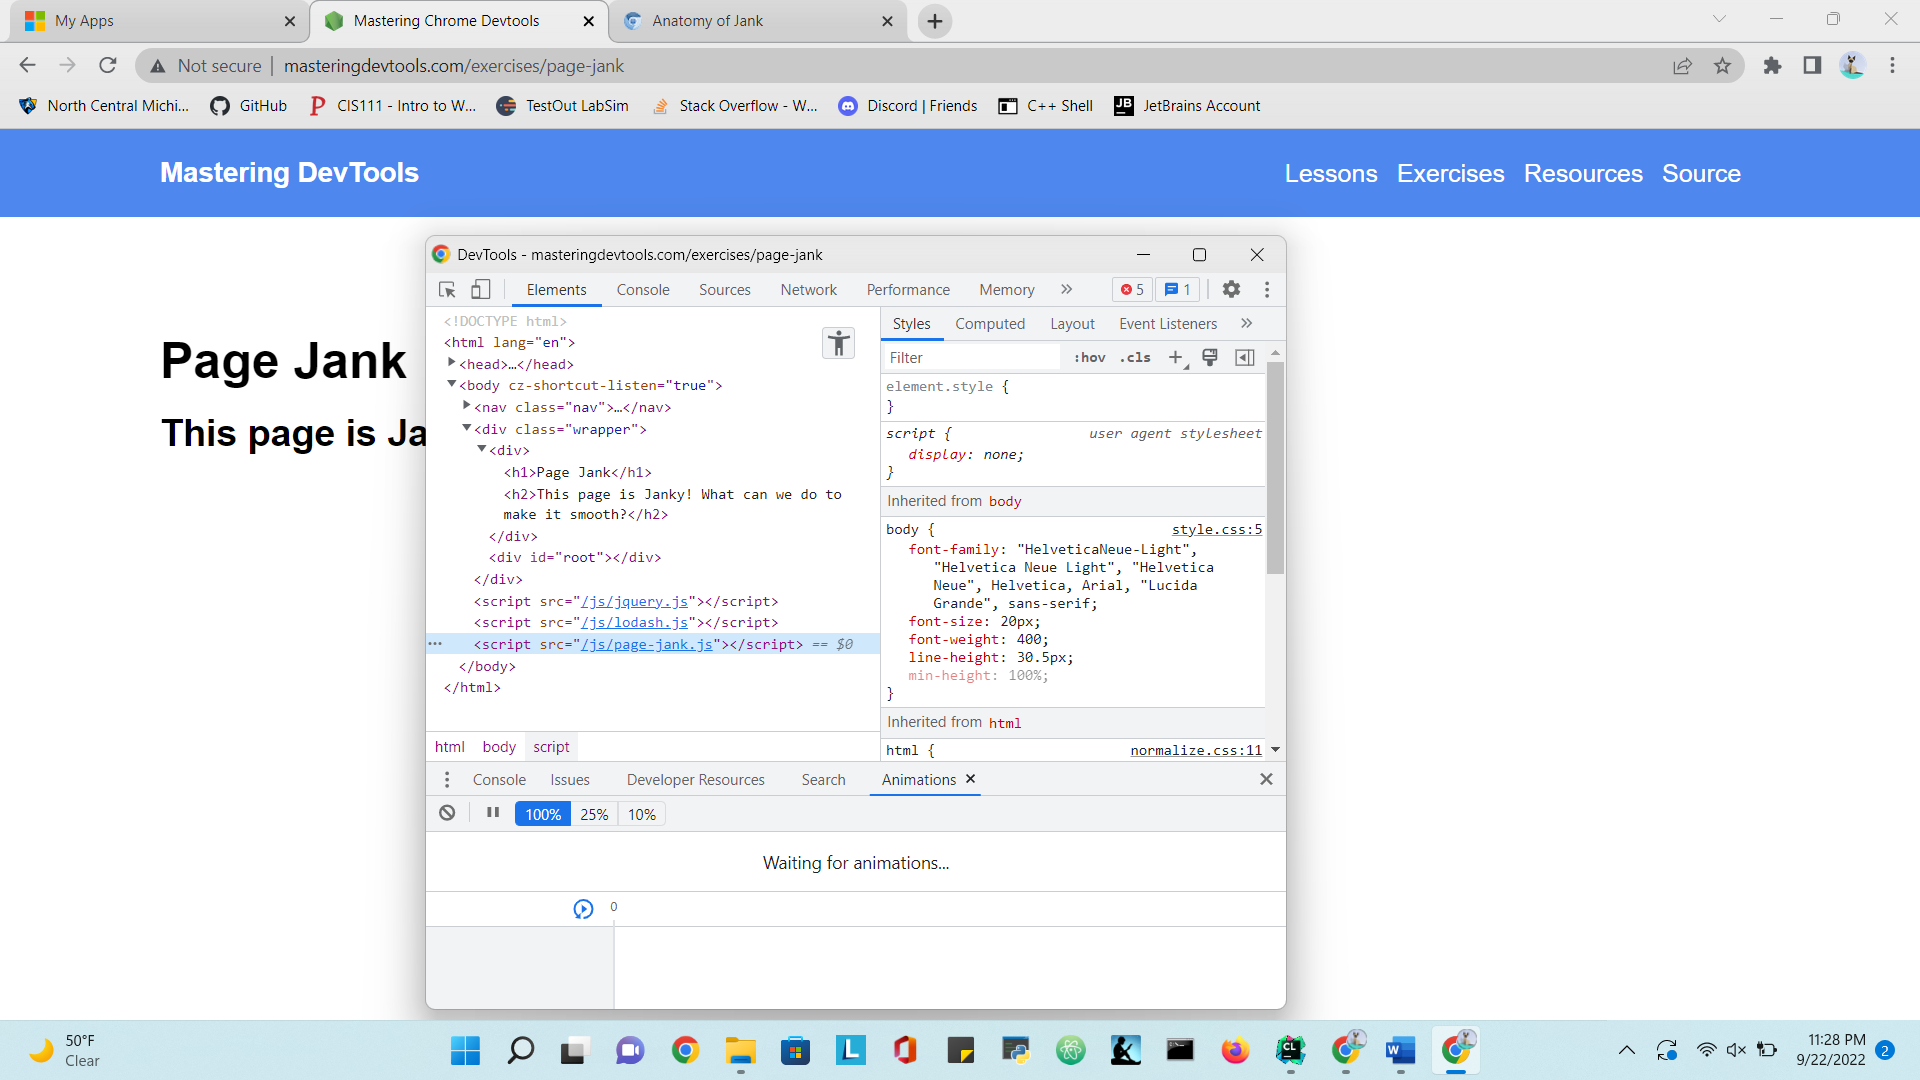 My Apps
Mastering Chrome Devtools
Anatomy of Jank
Not secure | masteringdevtools.com/exercises/page-jank
North Central Michi...
GitHub
CIS111 - Intro to W...
TestOut LabSim
Stack Overflow - W...
Discord | Friends
C++ Shell
JB
JetBrains Account
Mastering DevTools
Lessons
Exercises
Resources
Source
Page Jank
This page is Ja
DevTools - masteringdevtools.com/exercises/page-jank
Elements
Console
Sources
Network
Performance
Memory
5
1
<!DOCTYPE html>
<html lang="en">
<head>…</head>
<body cz-shortcut-listen="true">
<nav class="nav">…</nav>
<div class="wrapper">
<div>
<h1>Page Jank</h1>
<h2>This page is Janky! What can we do to
make it smooth?</h2>
</div>
<div id="root"></div>
</div>
<script src="/js/jquery.js"></script>
<script src="/js/lodash.js"></script>
<script src="/js/page-jank.js"></script> == $0
</body>
</html>
html
body
script
Styles
Computed
Layout
Event Listeners
Filter
:hov
.cls
element.style {
}
script {
user agent stylesheet
display: none;
}
Inherited from body
body {
style.css:5
font-family: "HelveticaNeue-Light",
"Helvetica Neue Light", "Helvetica
Neue", Helvetica, Arial, "Lucida
Grande", sans-serif;
font-size: 20px;
font-weight: 400;
line-height: 30.5px;
min-height: 100%;
}
Inherited from html
html {
normalize.css:11
Console
Issues
Developer Resources
Search
Animations
100%
25%
10%
Waiting for animations...
0
50°F
Clear
L
CL
W
11:28 PM
9/22/2022
2